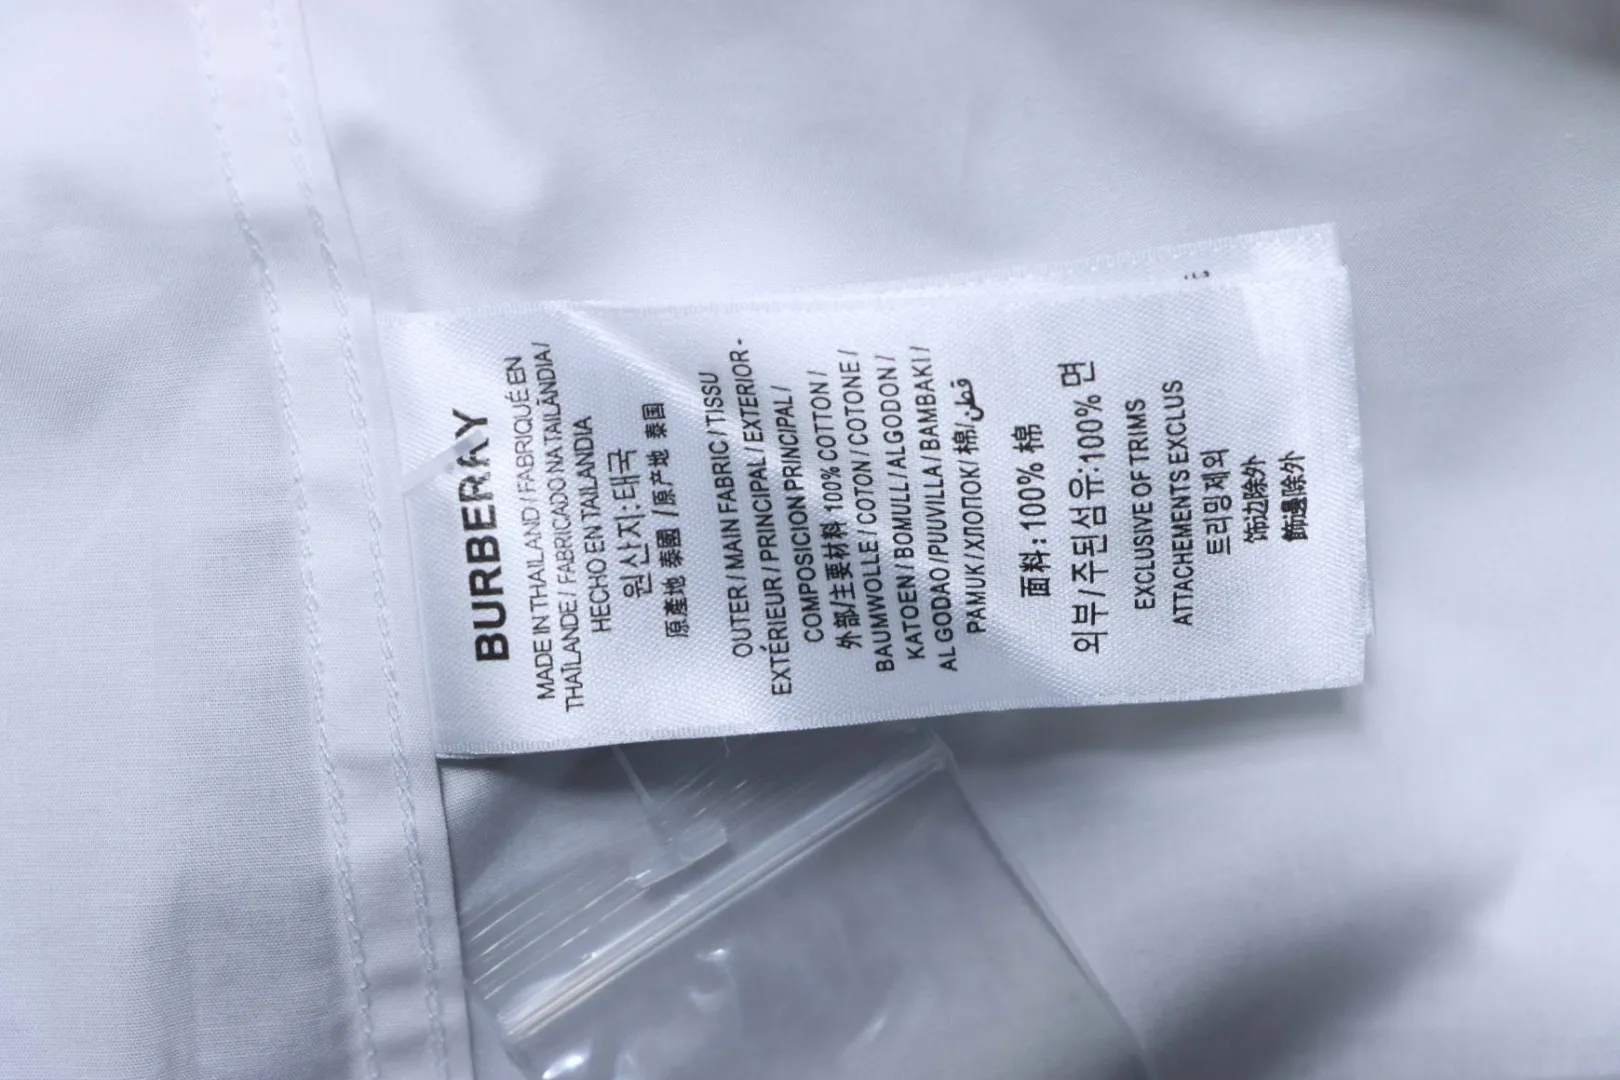 BURBERRY
MADE IN THAILAND / FABRIQUÉ EN
THAÏLANDE / FABRICADO NA TAILÂNDIA /
HECHO EN TAILANDIA
원산지:태국
原產地 泰國 / 原产地 泰国
OUTER / MAIN FABRIC / TISSU
EXTÉRIEUR / PRINCIPAL / EXTERIOR -
COMPOSICION PRINCIPAL /
外部/主要材料 100% COTTON /
BAUMWOLLE / COTON / COTONE /
KATOEN / BOMULL / ALGODON /
ALGODAO / PUUVILLA / BAMBAKI /
PAMUK / ХЛОПОК / 棉/ قطن
面料:100% 棉
외부/주된섬유:100% 면
EXCLUSIVE OF TRIMS
ATTACHEMENTS EXCLUS
트리밍제외
饰边除外
飾邊除外